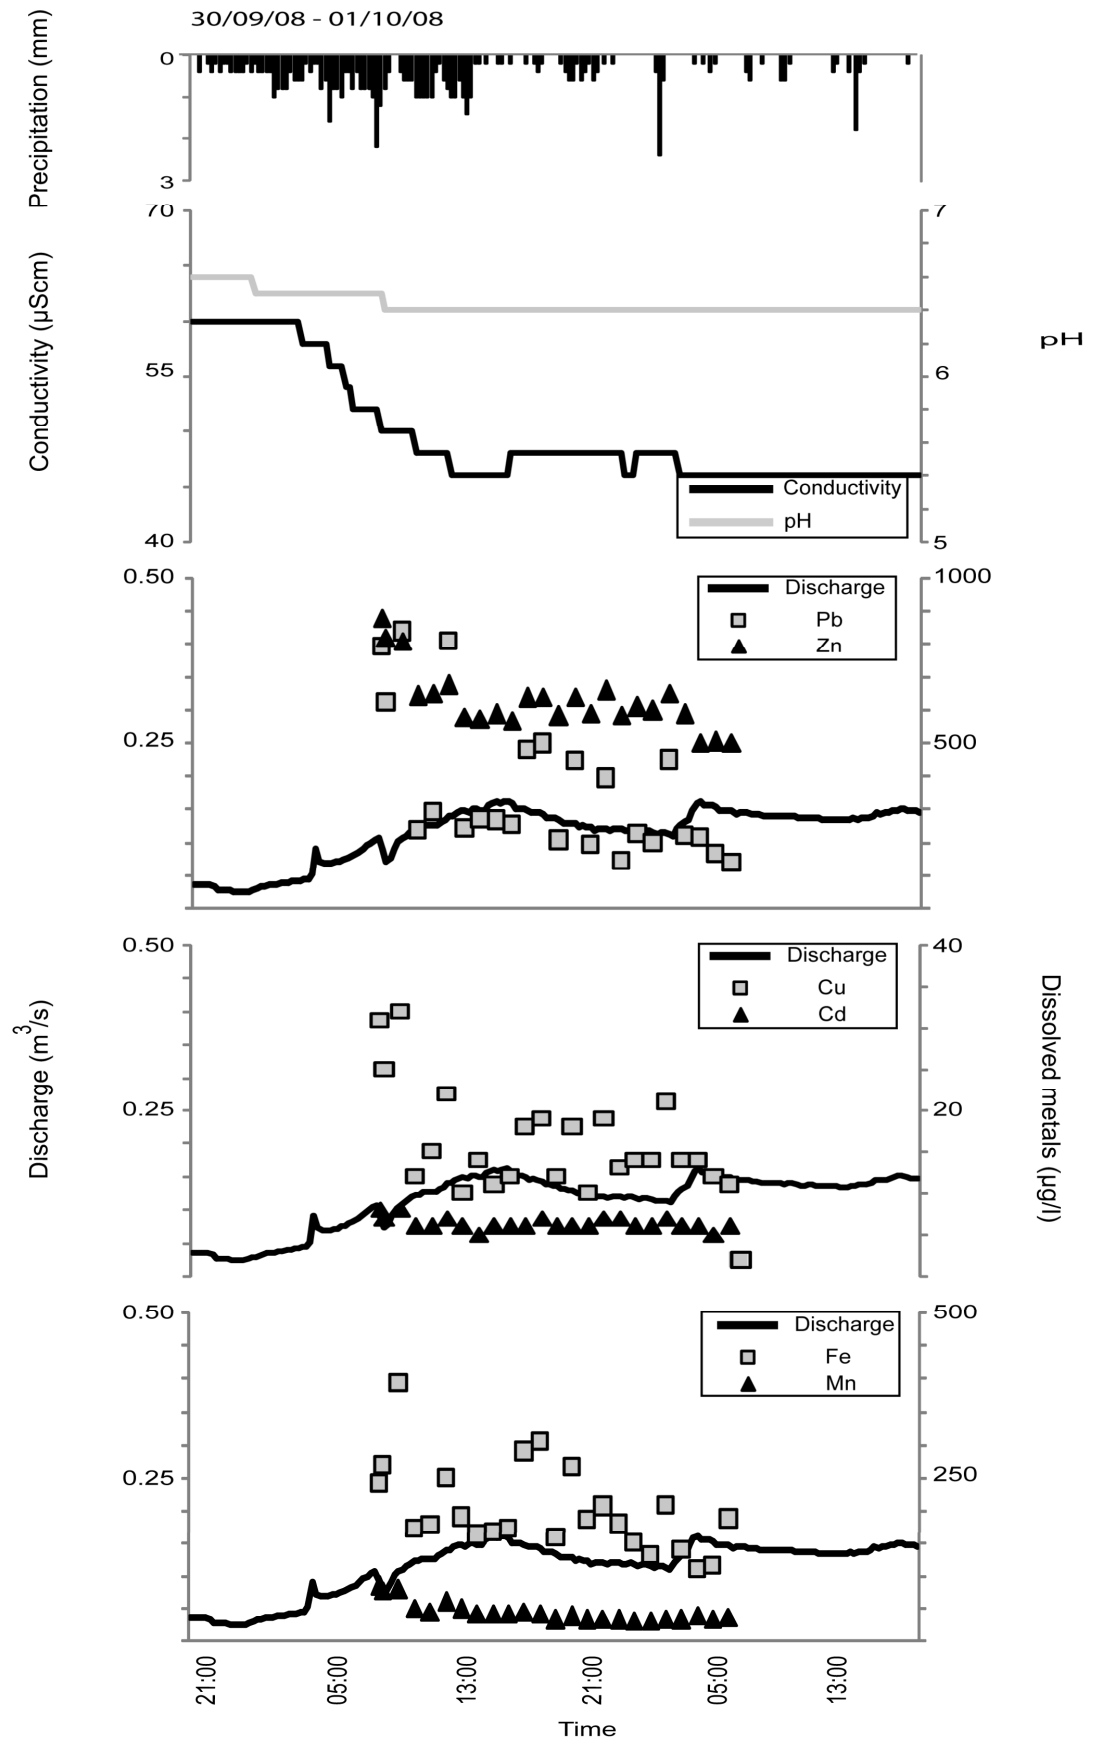 30/09/08 - 01/10/08
Precipitation (mm)
0
3
Conductivity (µScm)
70
55
40
7
6
5
pH
Conductivity
pH
0.50
0.25
1000
500
Discharge
Pb
Zn
Discharge (m³/s)
0.50
0.25
40
20
Dissolved metals (µg/l)
Discharge
Cu
Cd
0.50
0.25
500
250
Discharge
Fe
Mn
21:00
05:00
13:00
21:00
05:00
13:00
Time